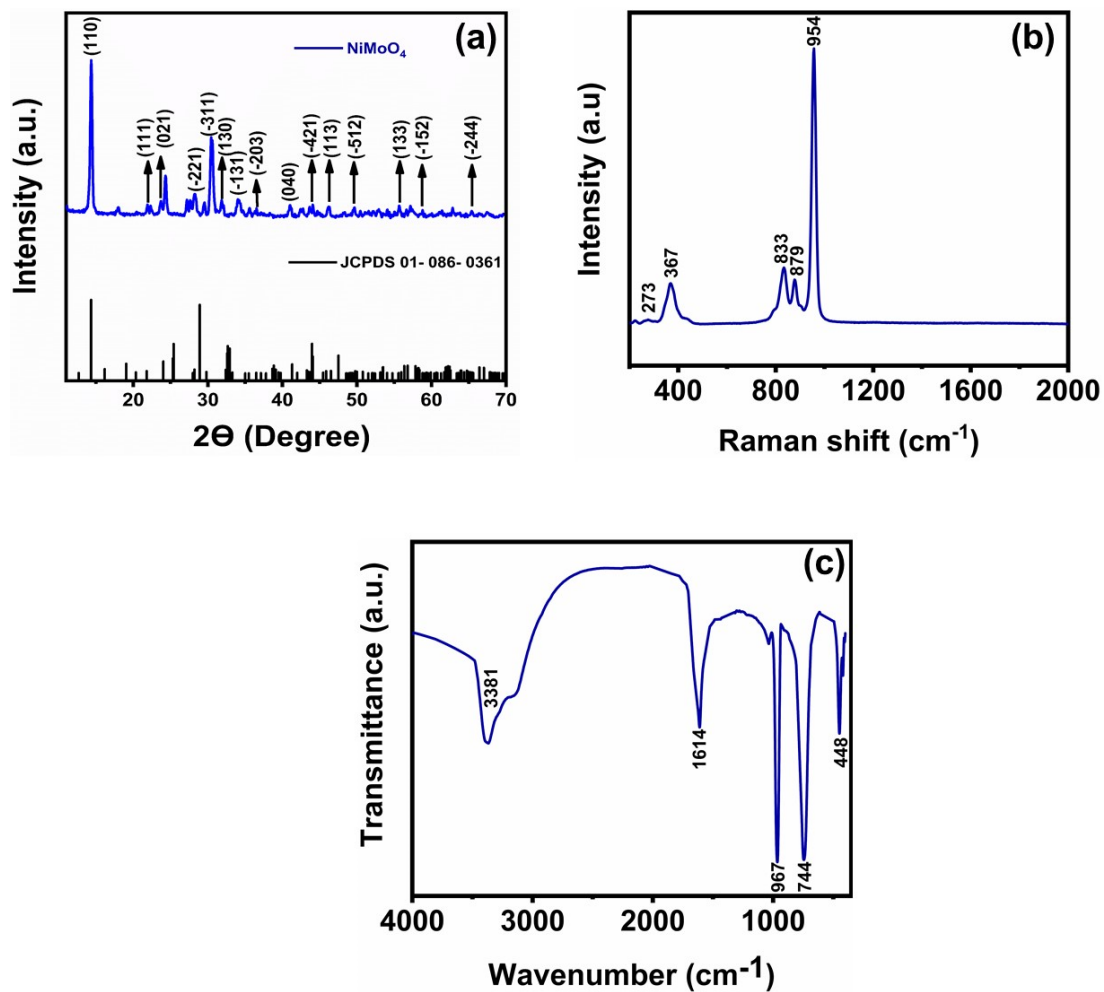 (a)
NiMoO4
(110)
(111)
(021)
(-221)
(-311)
(130)
(-131)
(-203)
(040)
(-421)
(113)
(-512)
(133)
(-152)
(-244)
JCPDS 01- 086- 0361
Intensity (a.u.)
20 30 40 50 60 70
2Ɵ (Degree)
(b)
273
367
833
879
954
Intensity (a.u)
400 800 1200 1600 2000
Raman shift (cm-1)
(c)
3381
1614
967
744
448
Transmittance (a.u.)
4000 3000 2000 1000
Wavenumber (cm-1)